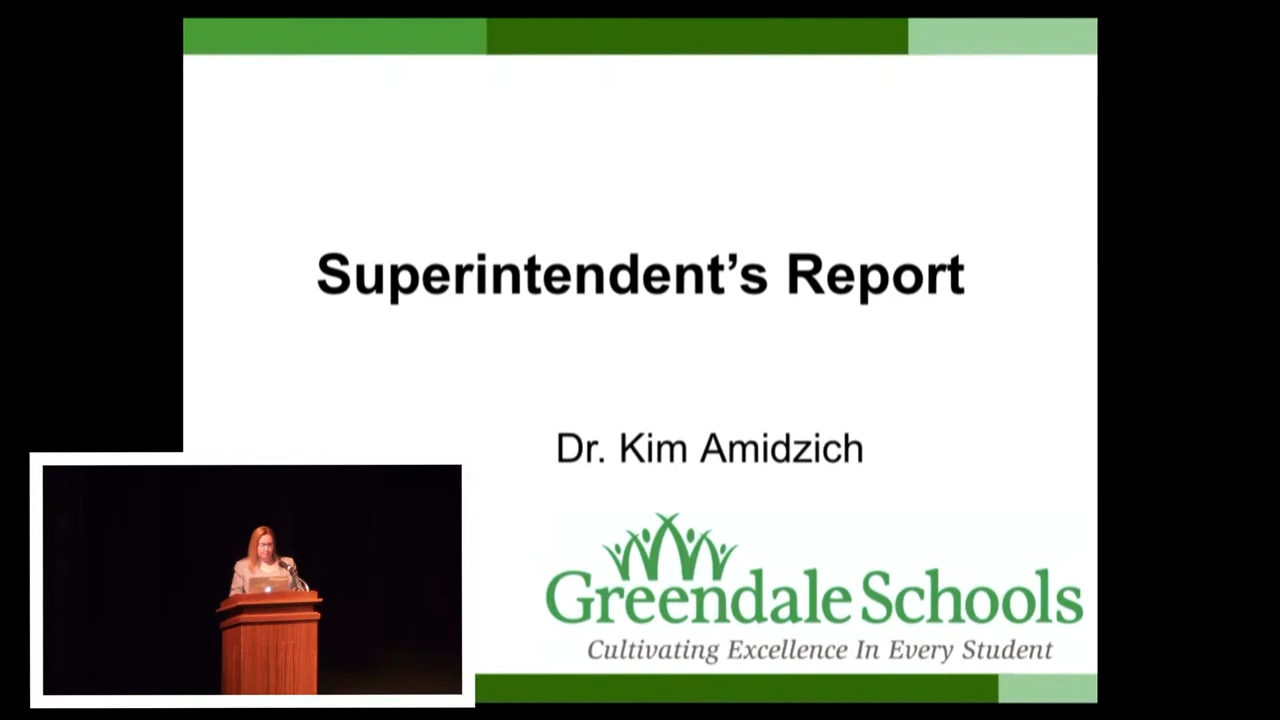 Superintendent’s Report
Dr. Kim Amidzich
Greendale Schools
Cultivating Excellence In Every Student